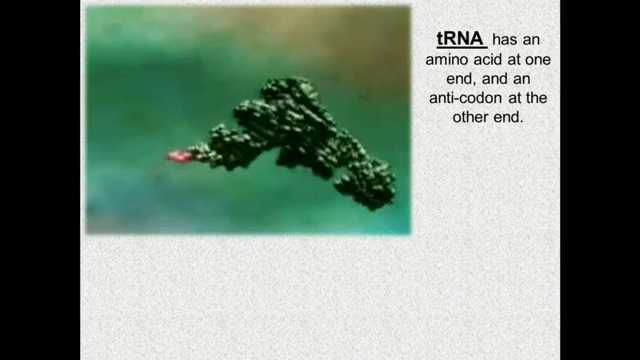 tRNA has an
amino acid at one
end, and an
anti-codon at the
other end.